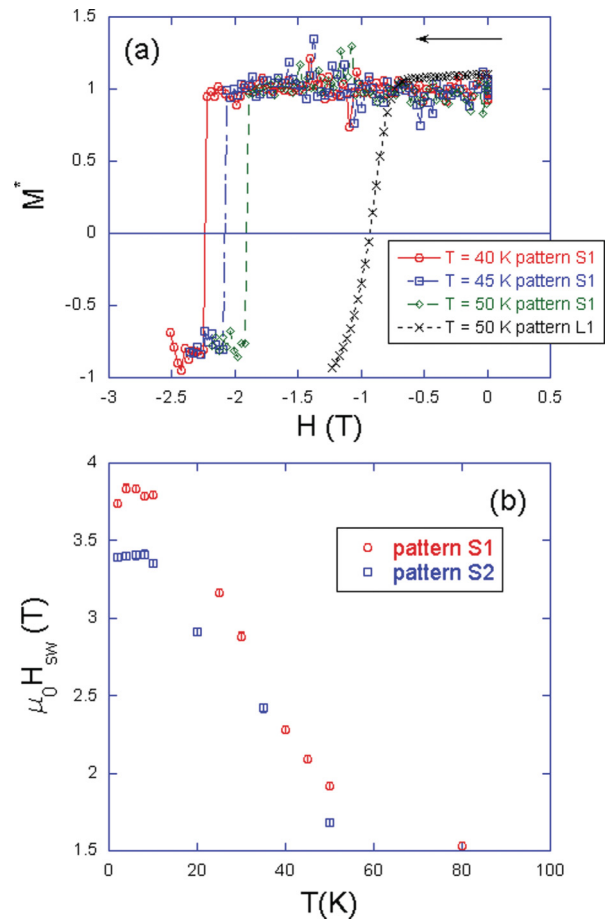 (a)
1.5
1
0.5
0
-0.5
-1
M*
T = 40 K pattern S1
T = 45 K pattern S1
T = 50 K pattern S1
T = 50 K pattern L1
-3 -2.5 -2 -1.5 -1 -0.5 0 0.5
H (T)
(b)
4
3.5
3
2.5
2
1.5
μ₀H_sw (T)
pattern S1
pattern S2
0 20 40 60 80 100
T(K)